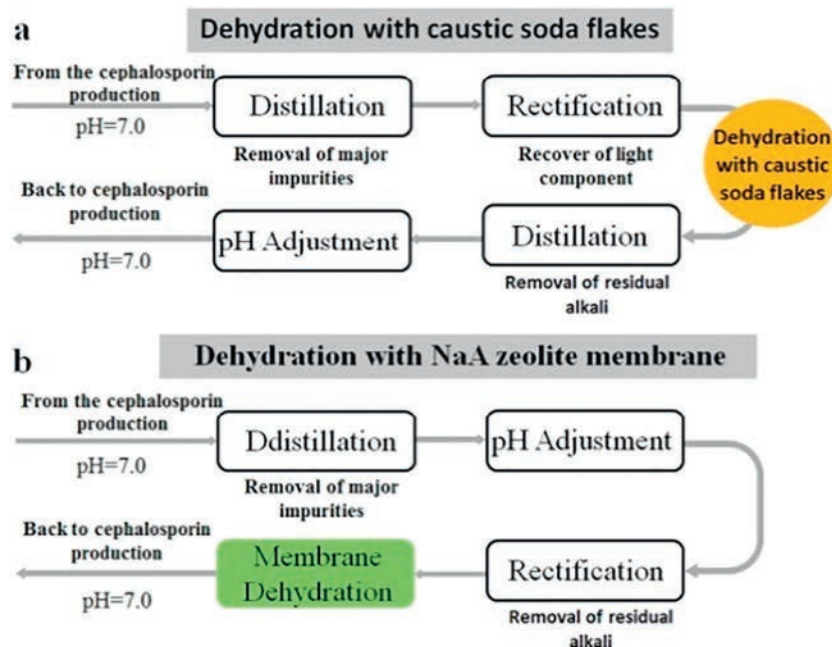 a
Dehydration with caustic soda flakes
From the cephalosporin
production
pH=7.0
Distillation
Removal of major
impurities
Rectification
Recover of light
component
Dehydration
with caustic
soda flakes
Back to cephalosporin
production
pH=7.0
pH Adjustment
Distillation
Removal of residual
alkali
b
Dehydration with NaA zeolite membrane
From the cephalosporin
production
pH=7.0
Ddistillation
Removal of major
impurities
pH Adjustment
Back to cephalosporin
production
pH=7.0
Membrane
Dehydration
Rectification
Removal of residual
alkali